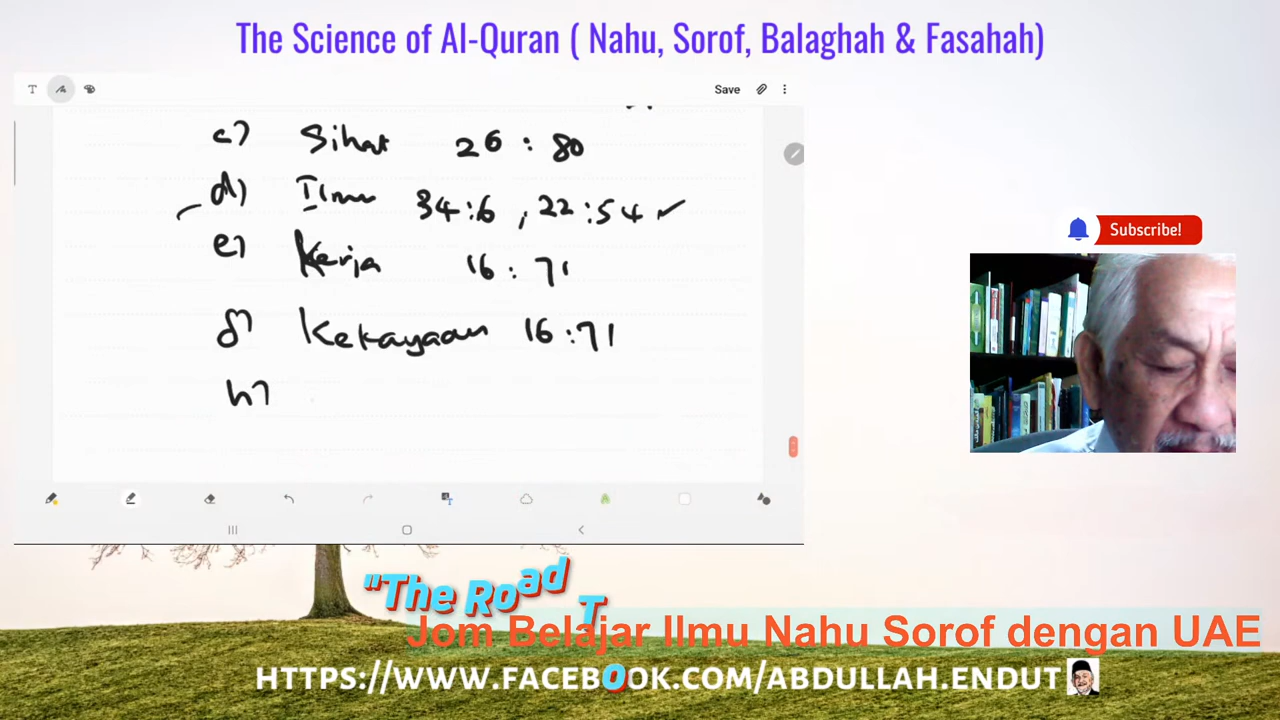 The Science of Al-Quran ( Nahu, Sorof, Balaghah & Fasahah)
T
Save
c) Sihat 26 : 80
d) Ilmu 34:6 , 22:54 ✓
e) Kerja 16 : 71
f) Kekayaan 16:71
h)
Subscribe!
"The Road T
Jom Belajar Ilmu Nahu Sorof dengan UAE
HTTPS://WWW.FACEBOOK.COM/ABDULLAH.ENDUT